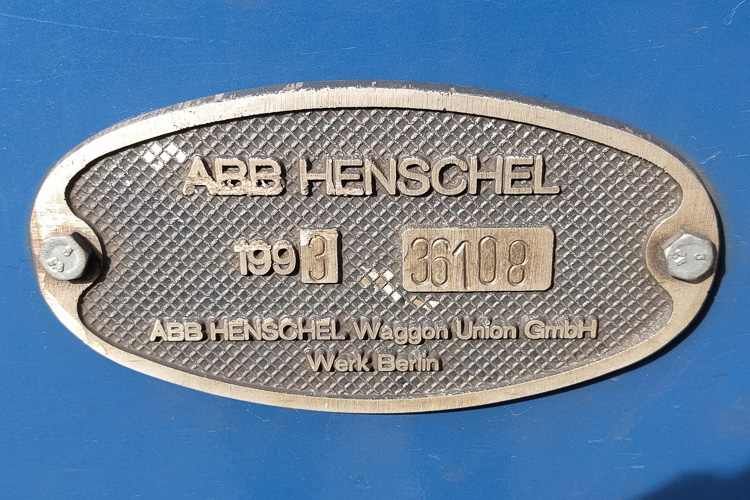 ABB HENSCHEL
1993 36108
ABB HENSCHEL Waggon Union GmbH
Werk Berlin